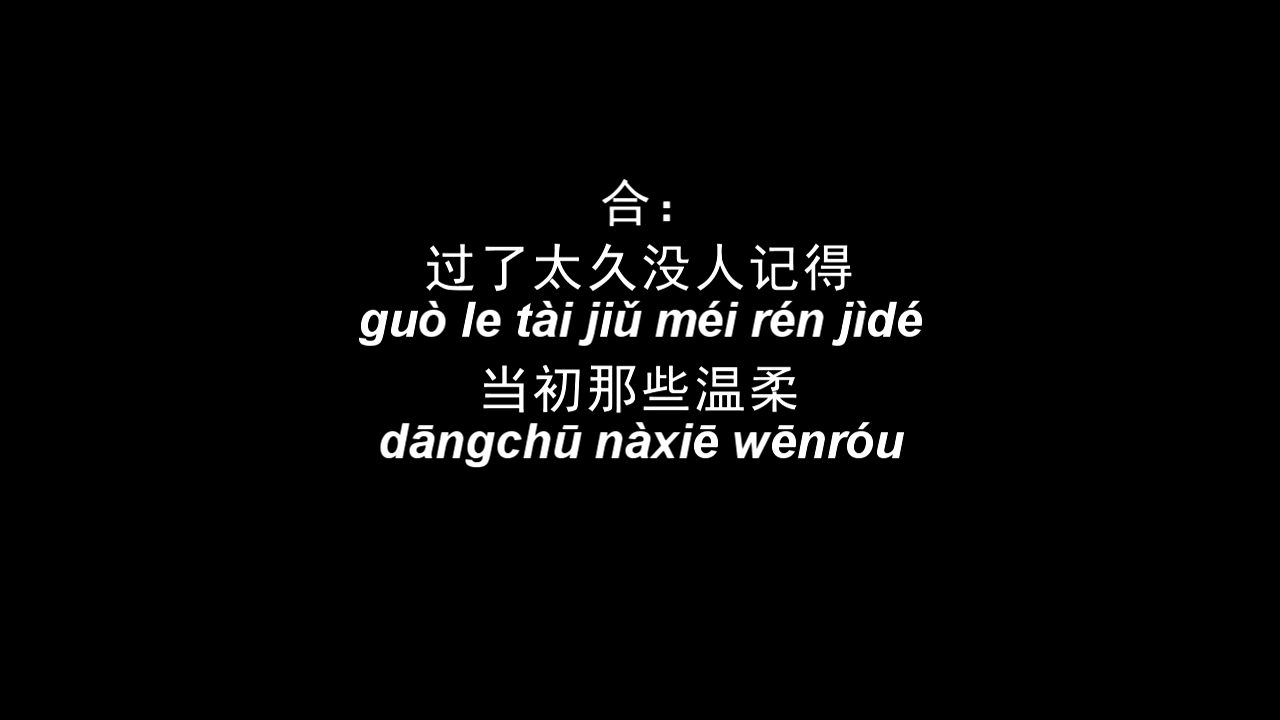 合：
过了太久没人记得
guò le tài jiǔ méi rén jìdé
当初那些温柔
dāngchū nàxiē wēnróu